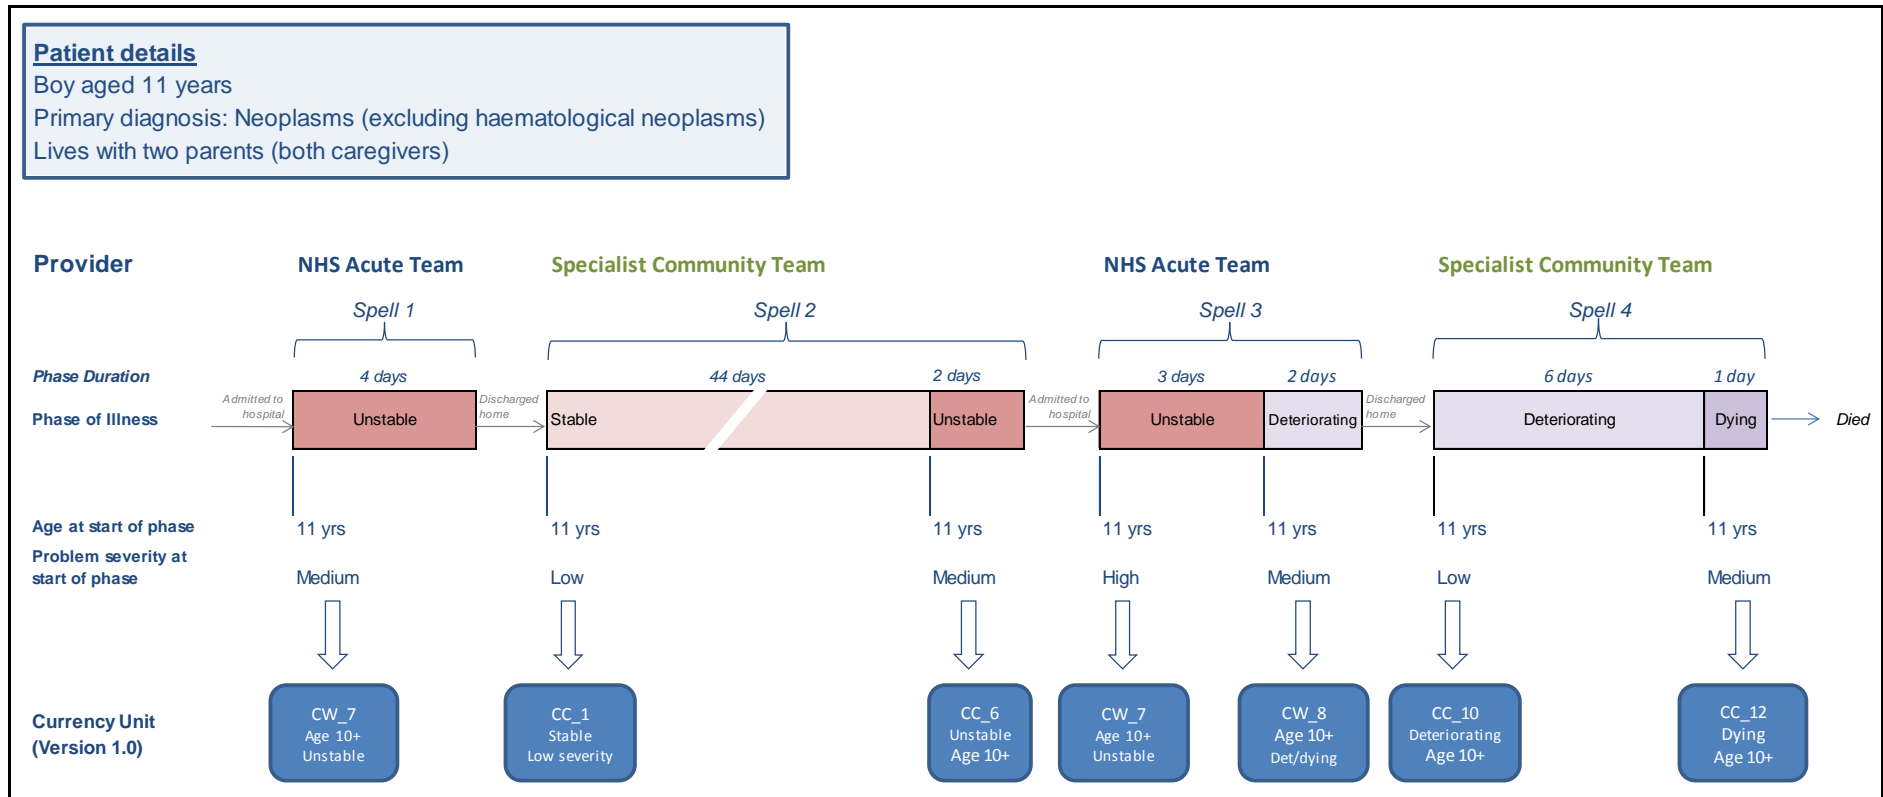 Patient details
Boy aged 11 years
Primary diagnosis: Neoplasms (excluding haematological neoplasms)
Lives with two parents (both caregivers)
Provider
NHS Acute Team
Specialist Community Team
NHS Acute Team
Specialist Community Team
Spell 1
Spell 2
Spell 3
Spell 4
Phase Duration
4 days
44 days
2 days
3 days
2 days
6 days
1 day
Phase of Illness
Admitted to
hospital
Unstable
Discharged
home
Stable
Unstable
Admitted to
hospital
Unstable
Deteriorating
Discharged
home
Deteriorating
Dying
Died
Age at start of phase
11 yrs
11 yrs
11 yrs
11 yrs
11 yrs
11 yrs
11 yrs
Problem severity at
start of phase
Medium
Low
Medium
High
Medium
Low
Medium
Currency Unit
(Version 1.0)
CW_7
Age 10+
Unstable
CC_1
Stable
Low severity
CC_6
Unstable
Age 10+
CW_7
Age 10+
Unstable
CW_8
Age 10+
Det/dying
CC_10
Deteriorating
Age 10+
CC_12
Dying
Age 10+